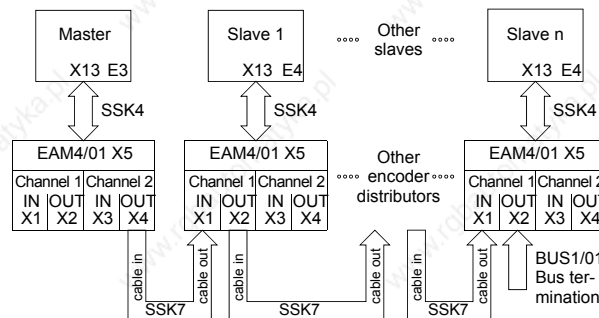 Master
X13 E3
Slave 1
X13 E4
Other
slaves
Slave n
X13 E4
SSK4
SSK4
SSK4
EAM4/01 X5
Channel 1 Channel 2
IN OUT IN OUT
X1 X2 X3 X4
EAM4/01 X5
Channel 1 Channel 2
IN OUT IN OUT
X1 X2 X3 X4
Other
encoder
distributors
EAM4/01 X5
Channel 1 Channel 2
IN OUT IN OUT
X1 X2 X3 X4
cable in
SSK7
cable out
cable in
SSK7
cable out
cable in
SSK7
cable out
BUS1/01
Bus ter-
mination